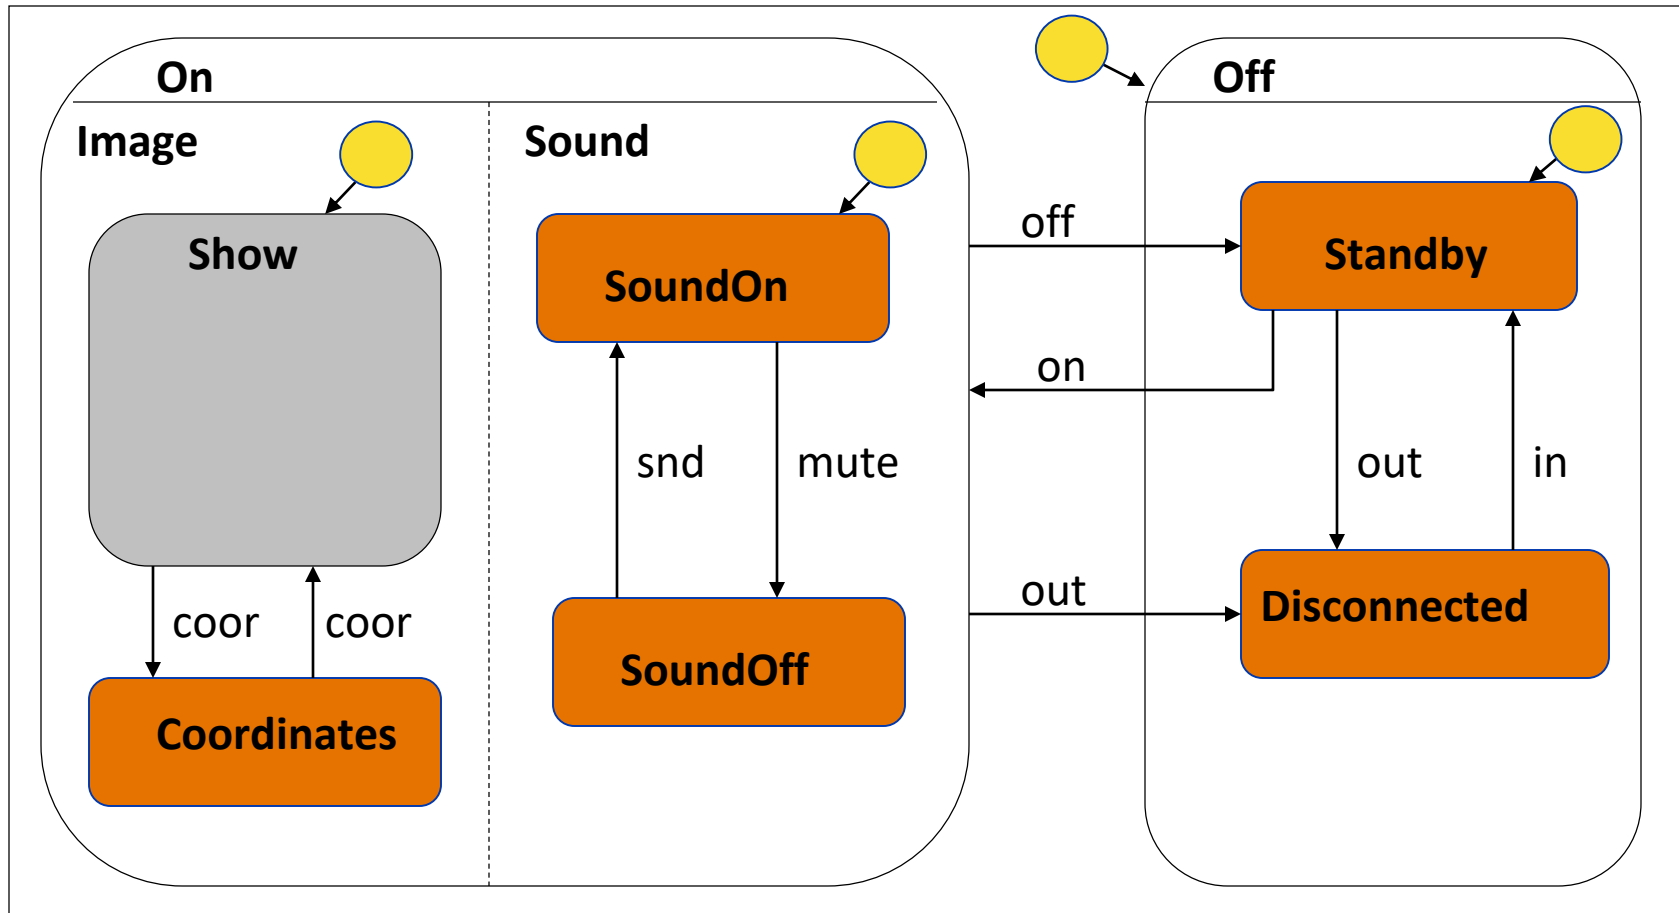 On
Image
Show
coor
coor
Coordinates
Sound
SoundOn
snd
mute
SoundOff
off
on
out
Off
Standby
out
in
Disconnected